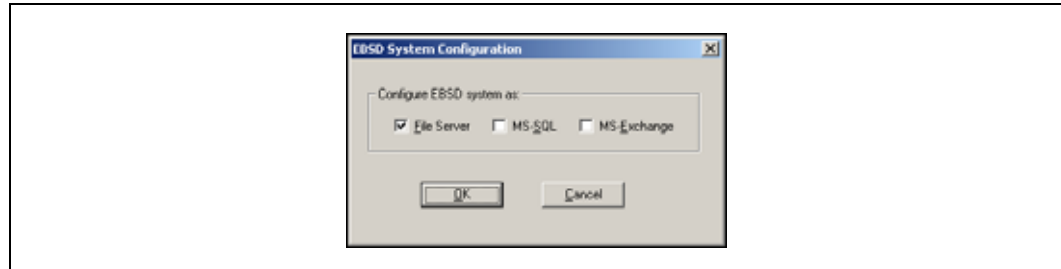 EBSD System Configuration
Configure EBSD system as:
File Server MS-SQL MS-Exchange
OK Cancel